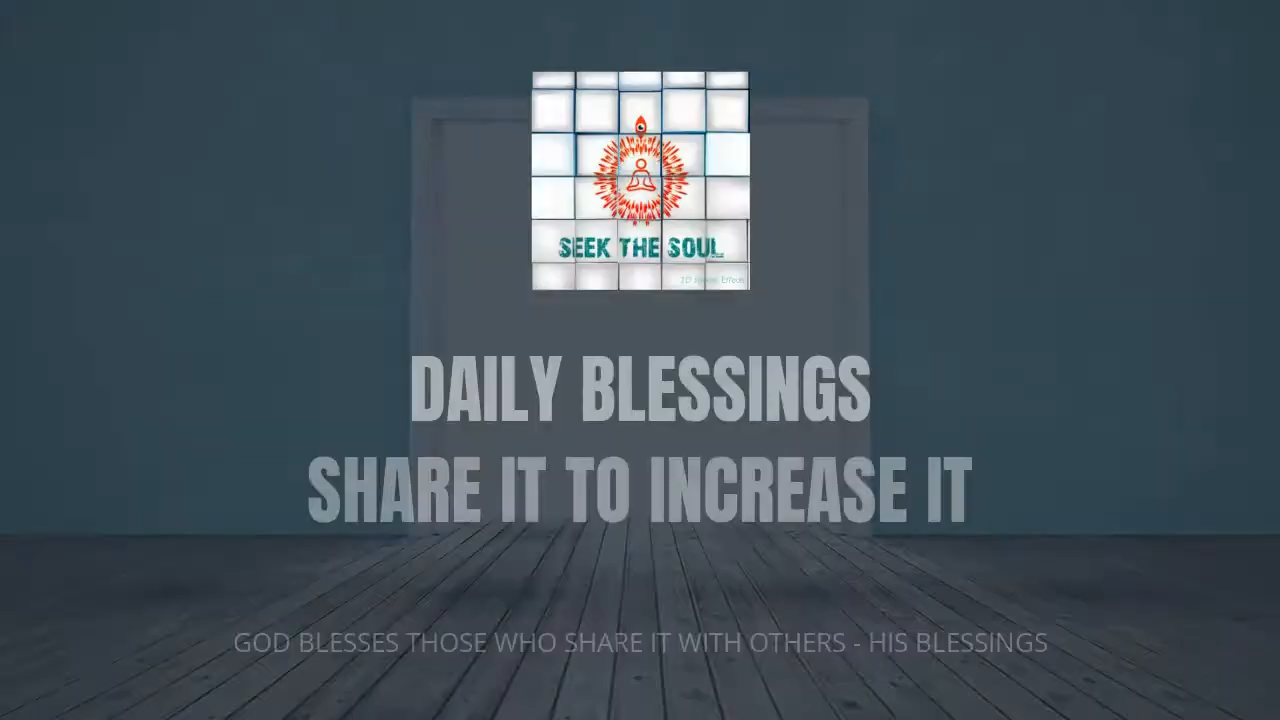 SEEK THE SOUL
DAILY BLESSINGS
SHARE IT TO INCREASE IT
GOD BLESSES THOSE WHO SHARE IT WITH OTHERS - HIS BLESSINGS